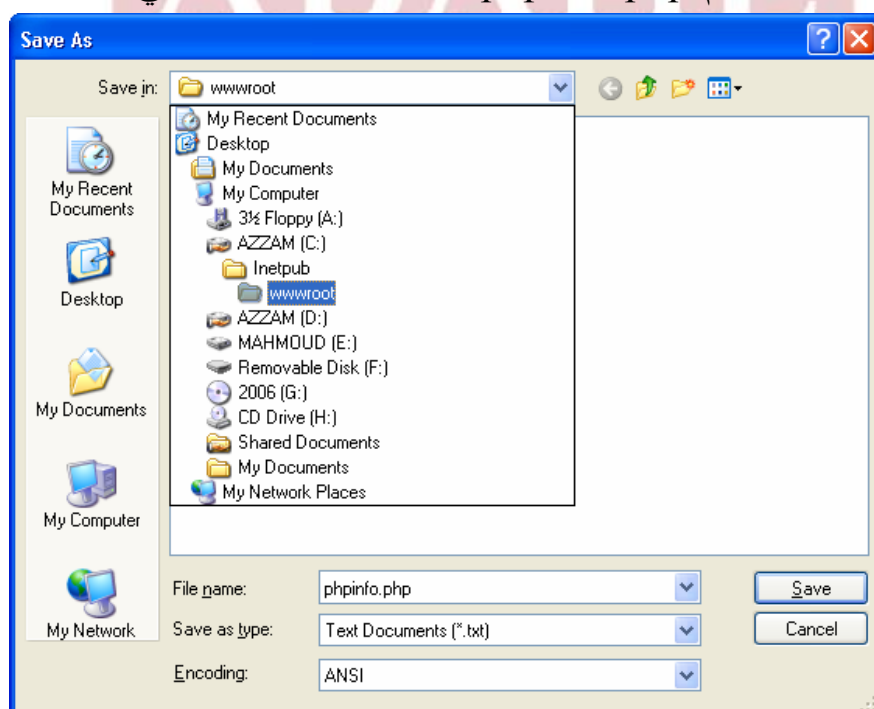 Save As
Save in:
wwwroot
My Recent Documents
Desktop
My Documents
My Computer
3½ Floppy (A:)
AZZAM (C:)
Inetpub
wwwroot
AZZAM (D:)
MAHMOUD (E:)
Removable Disk (F:)
2006 (G:)
CD Drive (H:)
Shared Documents
My Documents
My Network Places
My Recent
Documents
Desktop
My Documents
My Computer
My Network
File name:
phpinfo.php
Save
Save as type:
Text Documents (*.txt)
Cancel
Encoding:
ANSI